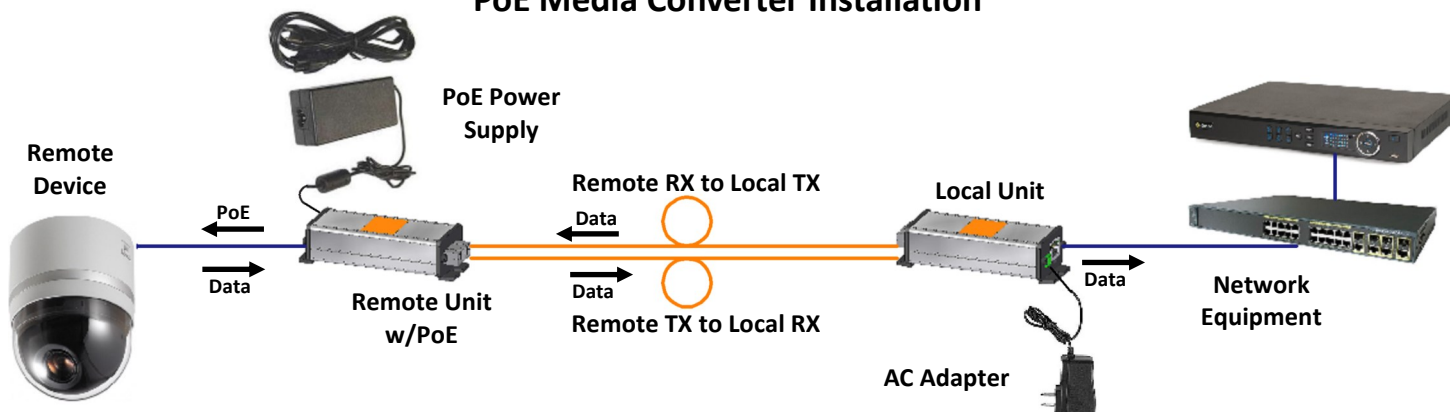 PoE Media Converter Installation
PoE Power
Supply
Remote
Device
Remote RX to Local TX
Local Unit
PoE
Data
Data
Data
Data
Remote Unit
w/PoE
Remote TX to Local RX
Network
Equipment
AC Adapter